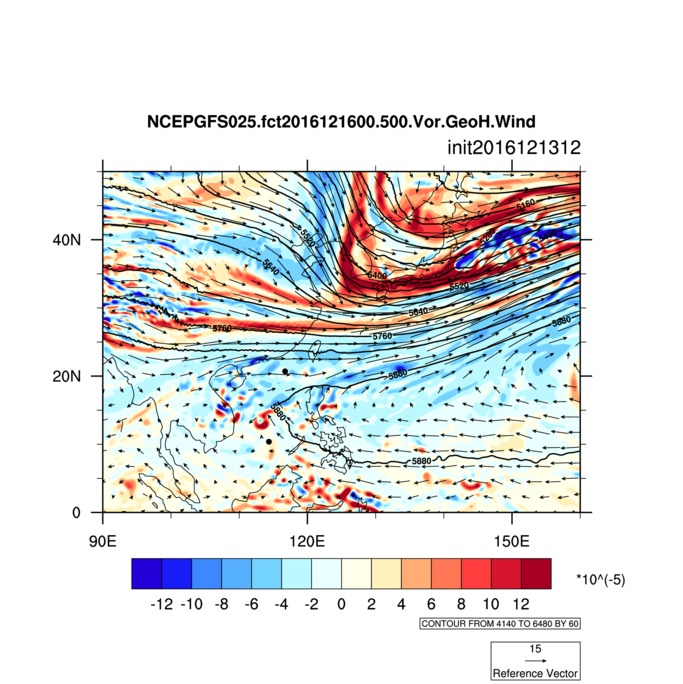 NCEPGFS025.fct2016121600.500.Vor.GeoH.Wind
init2016121312
40N
20N
0
90E 120E 150E
5160
5520
5640
5400
5520
5640
5760
5760
5880
5880
5880
5880
-12 -10 -8 -6 -4 -2 0 2 4 6 8 10 12
*10^(-5)
CONTOUR FROM 4140 TO 6480 BY 60
15
Reference Vector